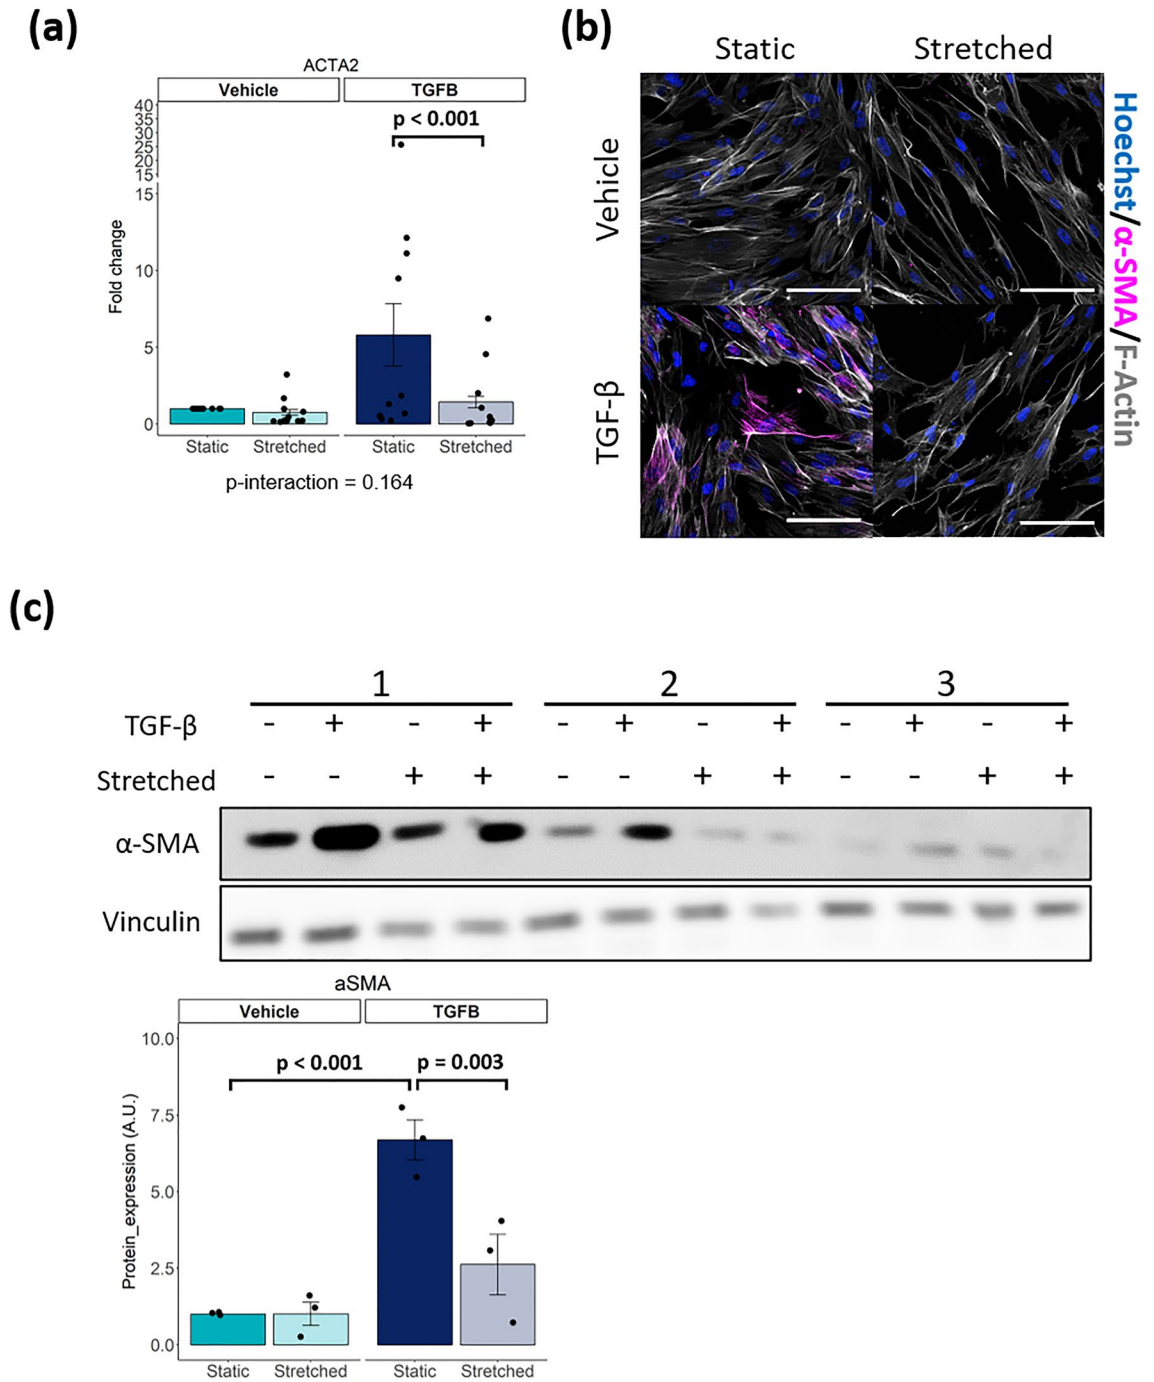 (a)
ACTA2
Vehicle TGFB
p < 0.001
Fold change
40
35
30
25
20
15
15
10
5
0
Static Stretched Static Stretched
p-interaction = 0.164
(b)
Static Stretched
Vehicle
TGF-β
Hoechst/α-SMA/F-Actin
(c)
1 2 3
TGF-β - + - + - + - + - + - +
Stretched - - + + - - + + - - + +
α-SMA
Vinculin
aSMA
Vehicle TGFB
p < 0.001 p = 0.003
Protein_expression (A.U.)
10.0
7.5
5.0
2.5
0.0
Static Stretched Static Stretched